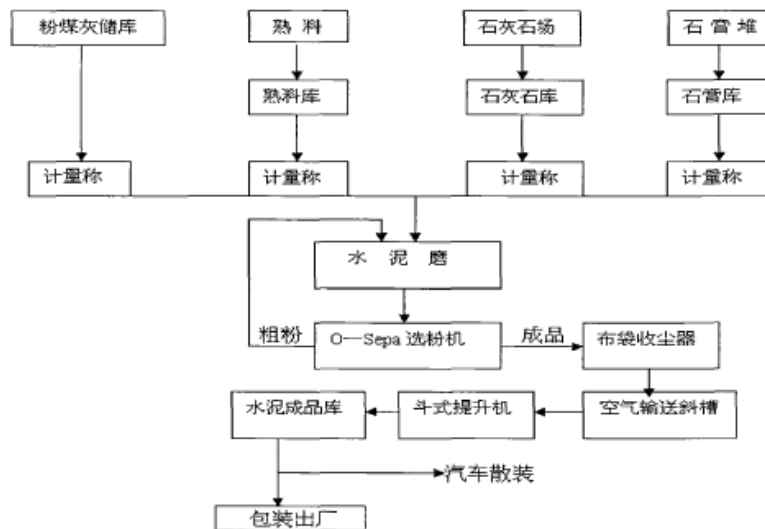 粉煤灰储库
熟 料
石灰石场
石 膏 堆
熟料库
石灰石库
石膏库
计量称
计量称
计量称
计量称
水 泥 磨
粗粉
O—Sepa 选粉机
成品
布袋收尘器
水泥成品库
斗式提升机
空气输送斜槽
汽车散装
包装出厂